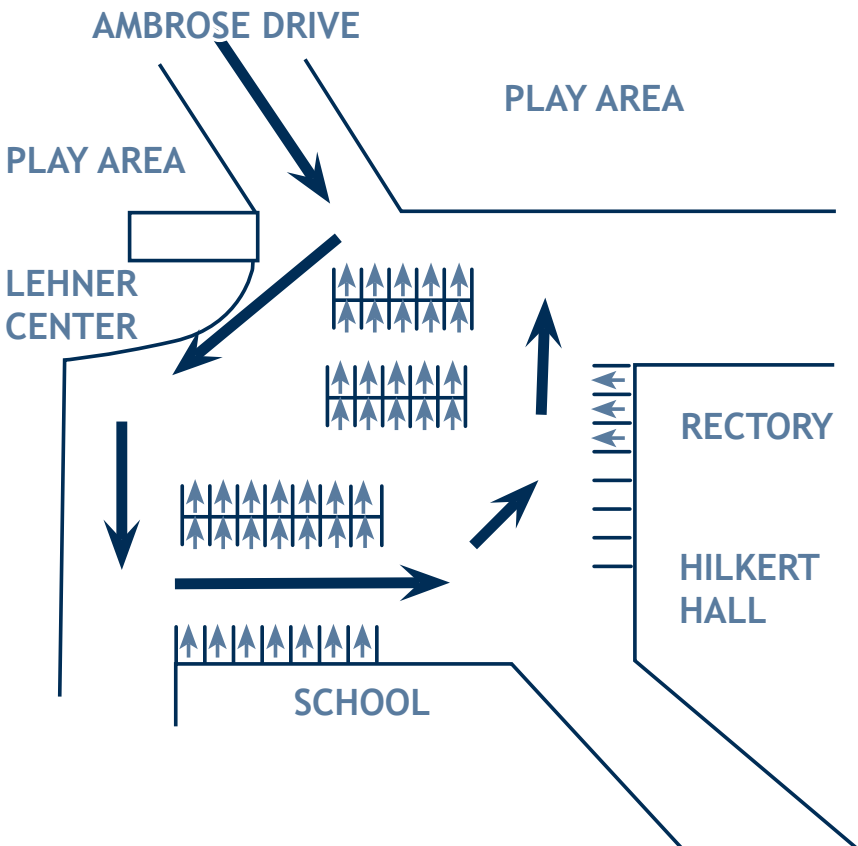 AMBROSE DRIVE
PLAY AREA
PLAY AREA
LEHNER
CENTER
RECTORY
HILKERT
HALL
SCHOOL